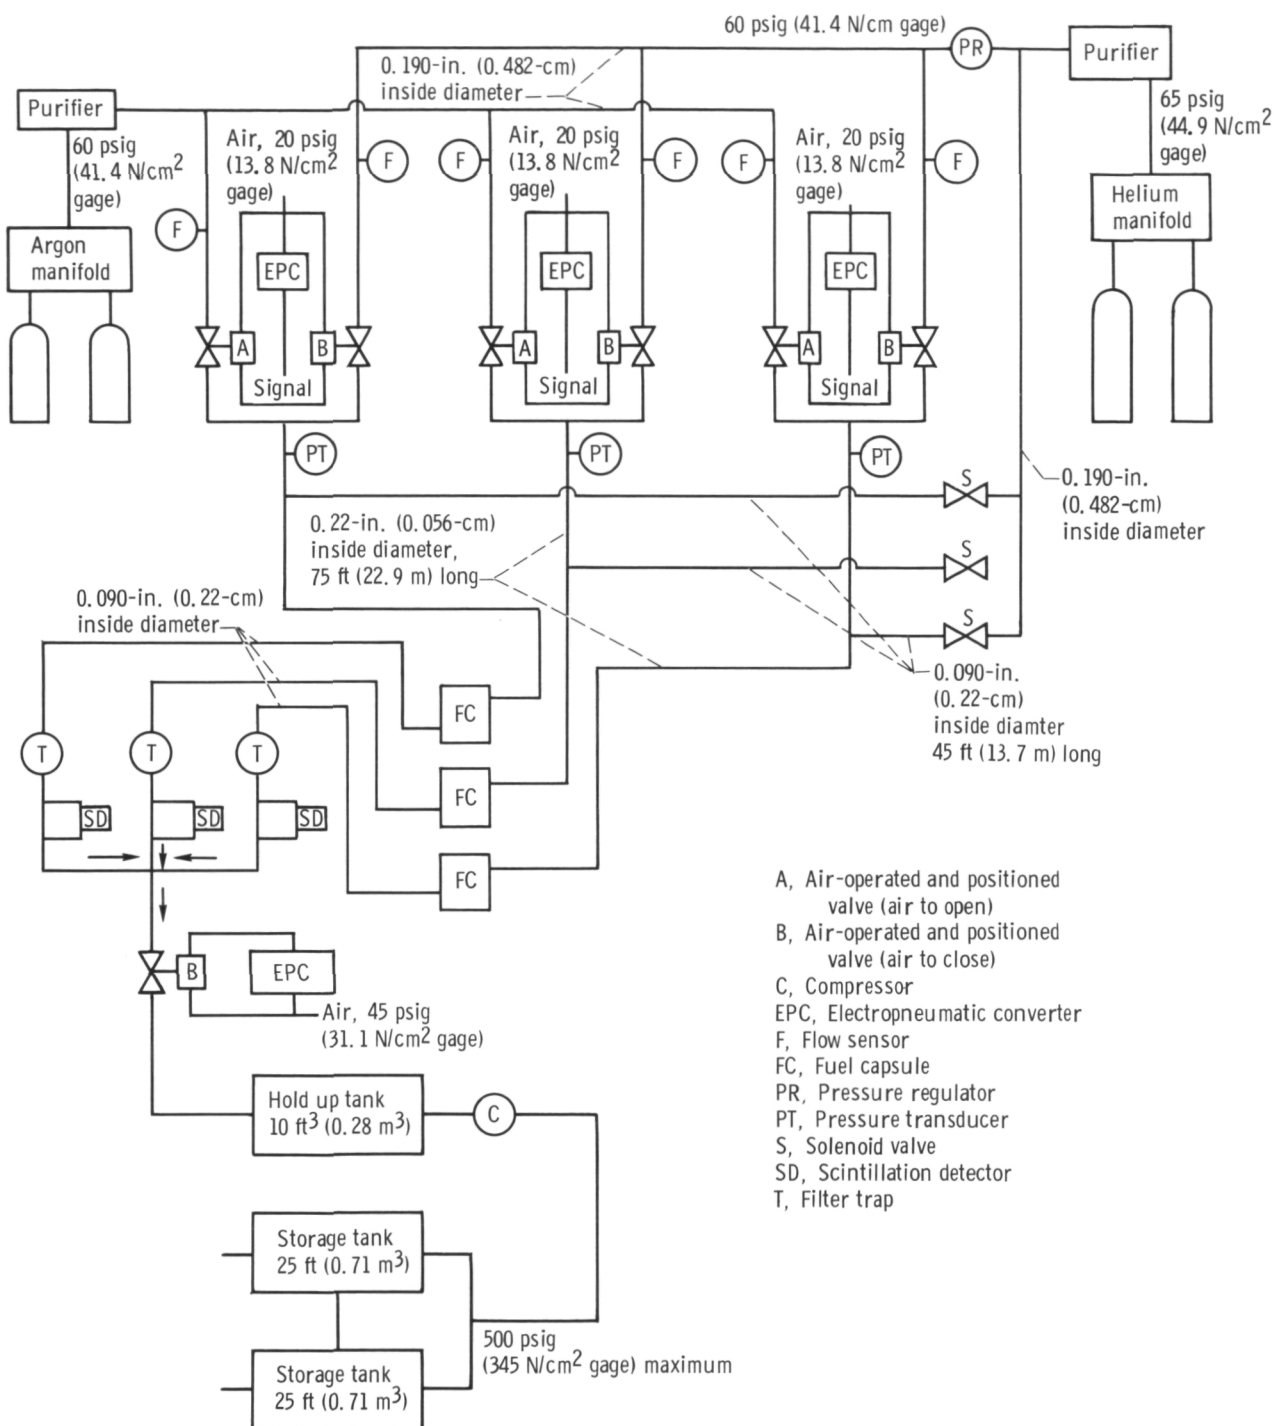 60 psig (41.4 N/cm gage)
PR
Purifier
0.190-in. (0.482-cm)
inside diameter
Purifier
60 psig
(41.4 N/cm2
gage)
Air, 20 psig
(13.8 N/cm2
gage)
F
F
Air, 20 psig
(13.8 N/cm2
gage)
F
F
Air, 20 psig
(13.8 N/cm2
gage)
F
65 psig
(44.9 N/cm2
gage)
Helium
manifold
F
Argon
manifold
EPC
EPC
EPC
A
B
A
B
A
B
Signal
Signal
Signal
PT
PT
PT
S
0.190-in.
(0.482-cm)
inside diameter
0.22-in. (0.056-cm)
inside diameter,
75 ft (22.9 m) long
S
0.090-in. (0.22-cm)
inside diameter
S
0.090-in.
(0.22-cm)
inside diamter
45 ft (13.7 m) long
FC
T
T
T
FC
SD
SD
SD
FC
A, Air-operated and positioned
valve (air to open)
B, Air-operated and positioned
valve (air to close)
C, Compressor
EPC, Electropneumatic converter
F, Flow sensor
FC, Fuel capsule
PR, Pressure regulator
PT, Pressure transducer
S, Solenoid valve
SD, Scintillation detector
T, Filter trap
B
EPC
Air, 45 psig
(31.1 N/cm2 gage)
Hold up tank
10 ft3 (0.28 m3)
C
Storage tank
25 ft (0.71 m3)
500 psig
(345 N/cm2 gage) maximum
Storage tank
25 ft (0.71 m3)